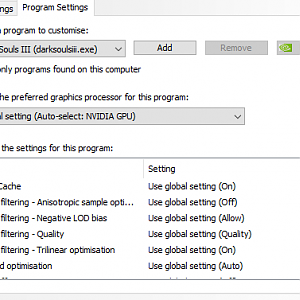 ngs Program Settings
program to customise:
Souls III (darksoulsiii.exe) Add Remove
only programs found on this computer
the preferred graphics processor for this program:
al setting (Auto-select: NVIDIA GPU)
the settings for this program:
Setting
Cache Use global setting (On)
filtering - Anisotropic sample opti... Use global setting (Off)
filtering - Negative LOD bias Use global setting (Allow)
filtering - Quality Use global setting (Quality)
filtering - Trilinear optimisation Use global setting (On)
d optimisation Use global setting (Auto)